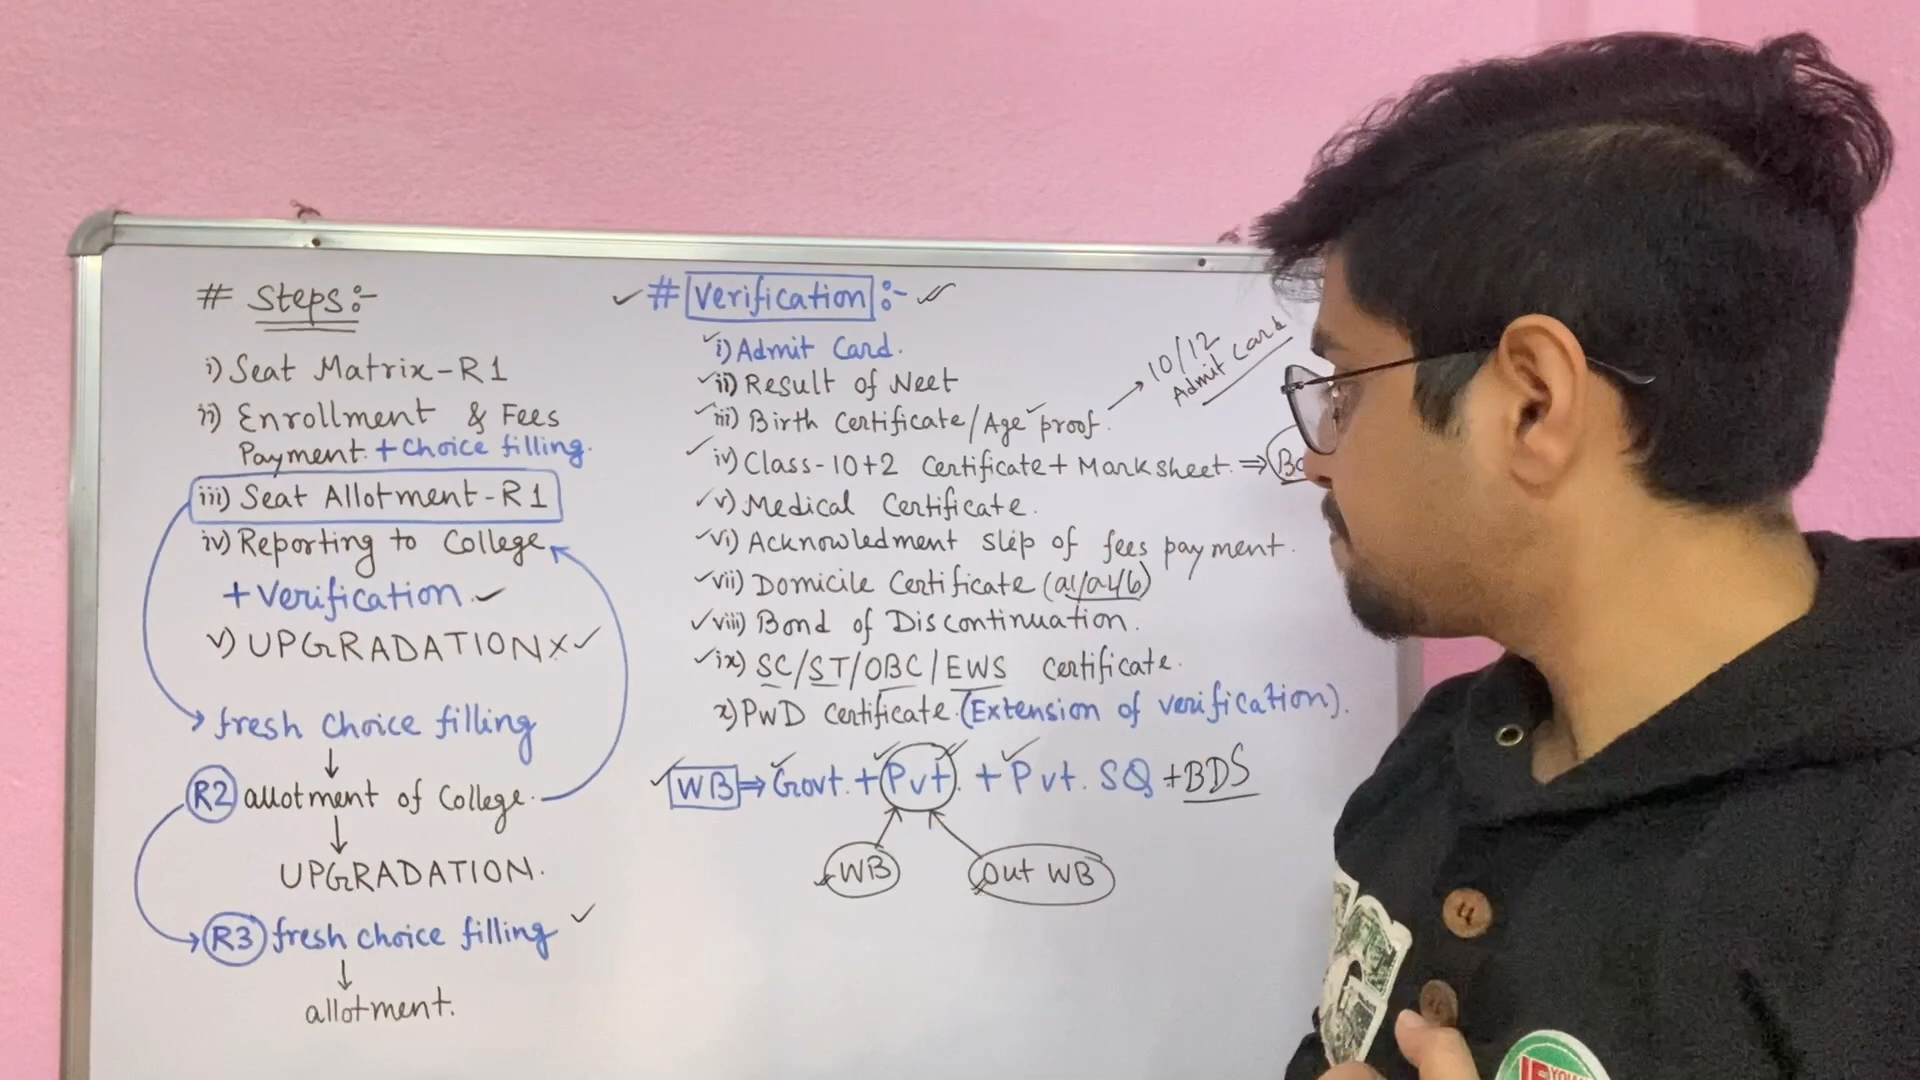 # Steps :-
i) Seat Matrix - R1
ii) Enrollment & Fees
Payment. + Choice filling.
iii) Seat Allotment - R1
iv) Reporting to College
+ Verification
v) UPGRADATION
fresh choice filling
R2 allotment of College.
UPGRADATION.
R3 fresh choice filling
allotment.
# Verification :-
i) Admit Card.
ii) Result of Neet
iii) Birth Certificate/Age proof.
10/12
Admit Card
iv) Class-10+2 Certificate + Marksheet. ⇒
v) Medical Certificate.
vi) Acknowledment slip of fees payment.
vii) Domicile Certificate (a1/a2/b)
viii) Bond of Discontinuation.
ix) SC/ST/OBC/EWS Certificate.
x) PwD Certificate. (Extension of verification).
WB ⇒ Govt. + Pvt. + Pvt. SQ + BDS
WB
Out WB